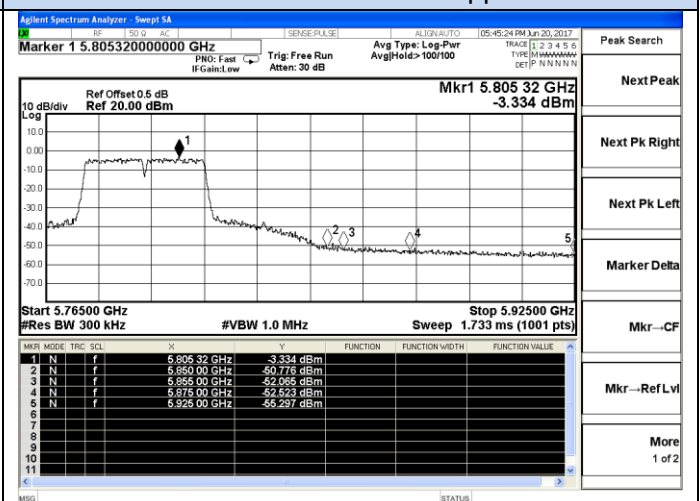 Agilent Spectrum Analyzer - Swept SA
RF 50 Ω AC SENSE:PULSE ALIGN AUTO 05:45:24 PM Jun 20, 2017
Marker 1 5.805320000000 GHz
PNO: Fast
IFGain:Low
Trig: Free Run
Atten: 30 dB
Avg Type: Log-Pwr
Avg|Hold:> 100/100
TRACE 1 2 3 4 5 6
TYPE M
DET P N N N N N
Peak Search
Mkr1 5.805 32 GHz
-3.334 dBm
Ref Offset 0.5 dB
Ref 20.00 dBm
10 dB/div
Log
10.0
0.00
-10.0
-20.0
-30.0
-40.0
-50.0
-60.0
-70.0
1
2
3
4
5
Start 5.76500 GHz
Stop 5.92500 GHz
#Res BW 300 kHz
#VBW 1.0 MHz
Sweep 1.733 ms (1001 pts)
MKR MODE TRC SCL X Y FUNCTION FUNCTION WIDTH FUNCTION VALUE
1 N f 5.805 32 GHz -3.334 dBm
2 N f 5.850 00 GHz -50.776 dBm
3 N f 5.855 00 GHz -52.065 dBm
4 N f 5.875 00 GHz -52.523 dBm
5 N f 5.925 00 GHz -55.297 dBm
6
7
8
9
10
11
MSG
STATUS
Next Peak
Next Pk Right
Next Pk Left
Marker Delta
Mkr→CF
Mkr→Ref Lvl
More
1 of 2